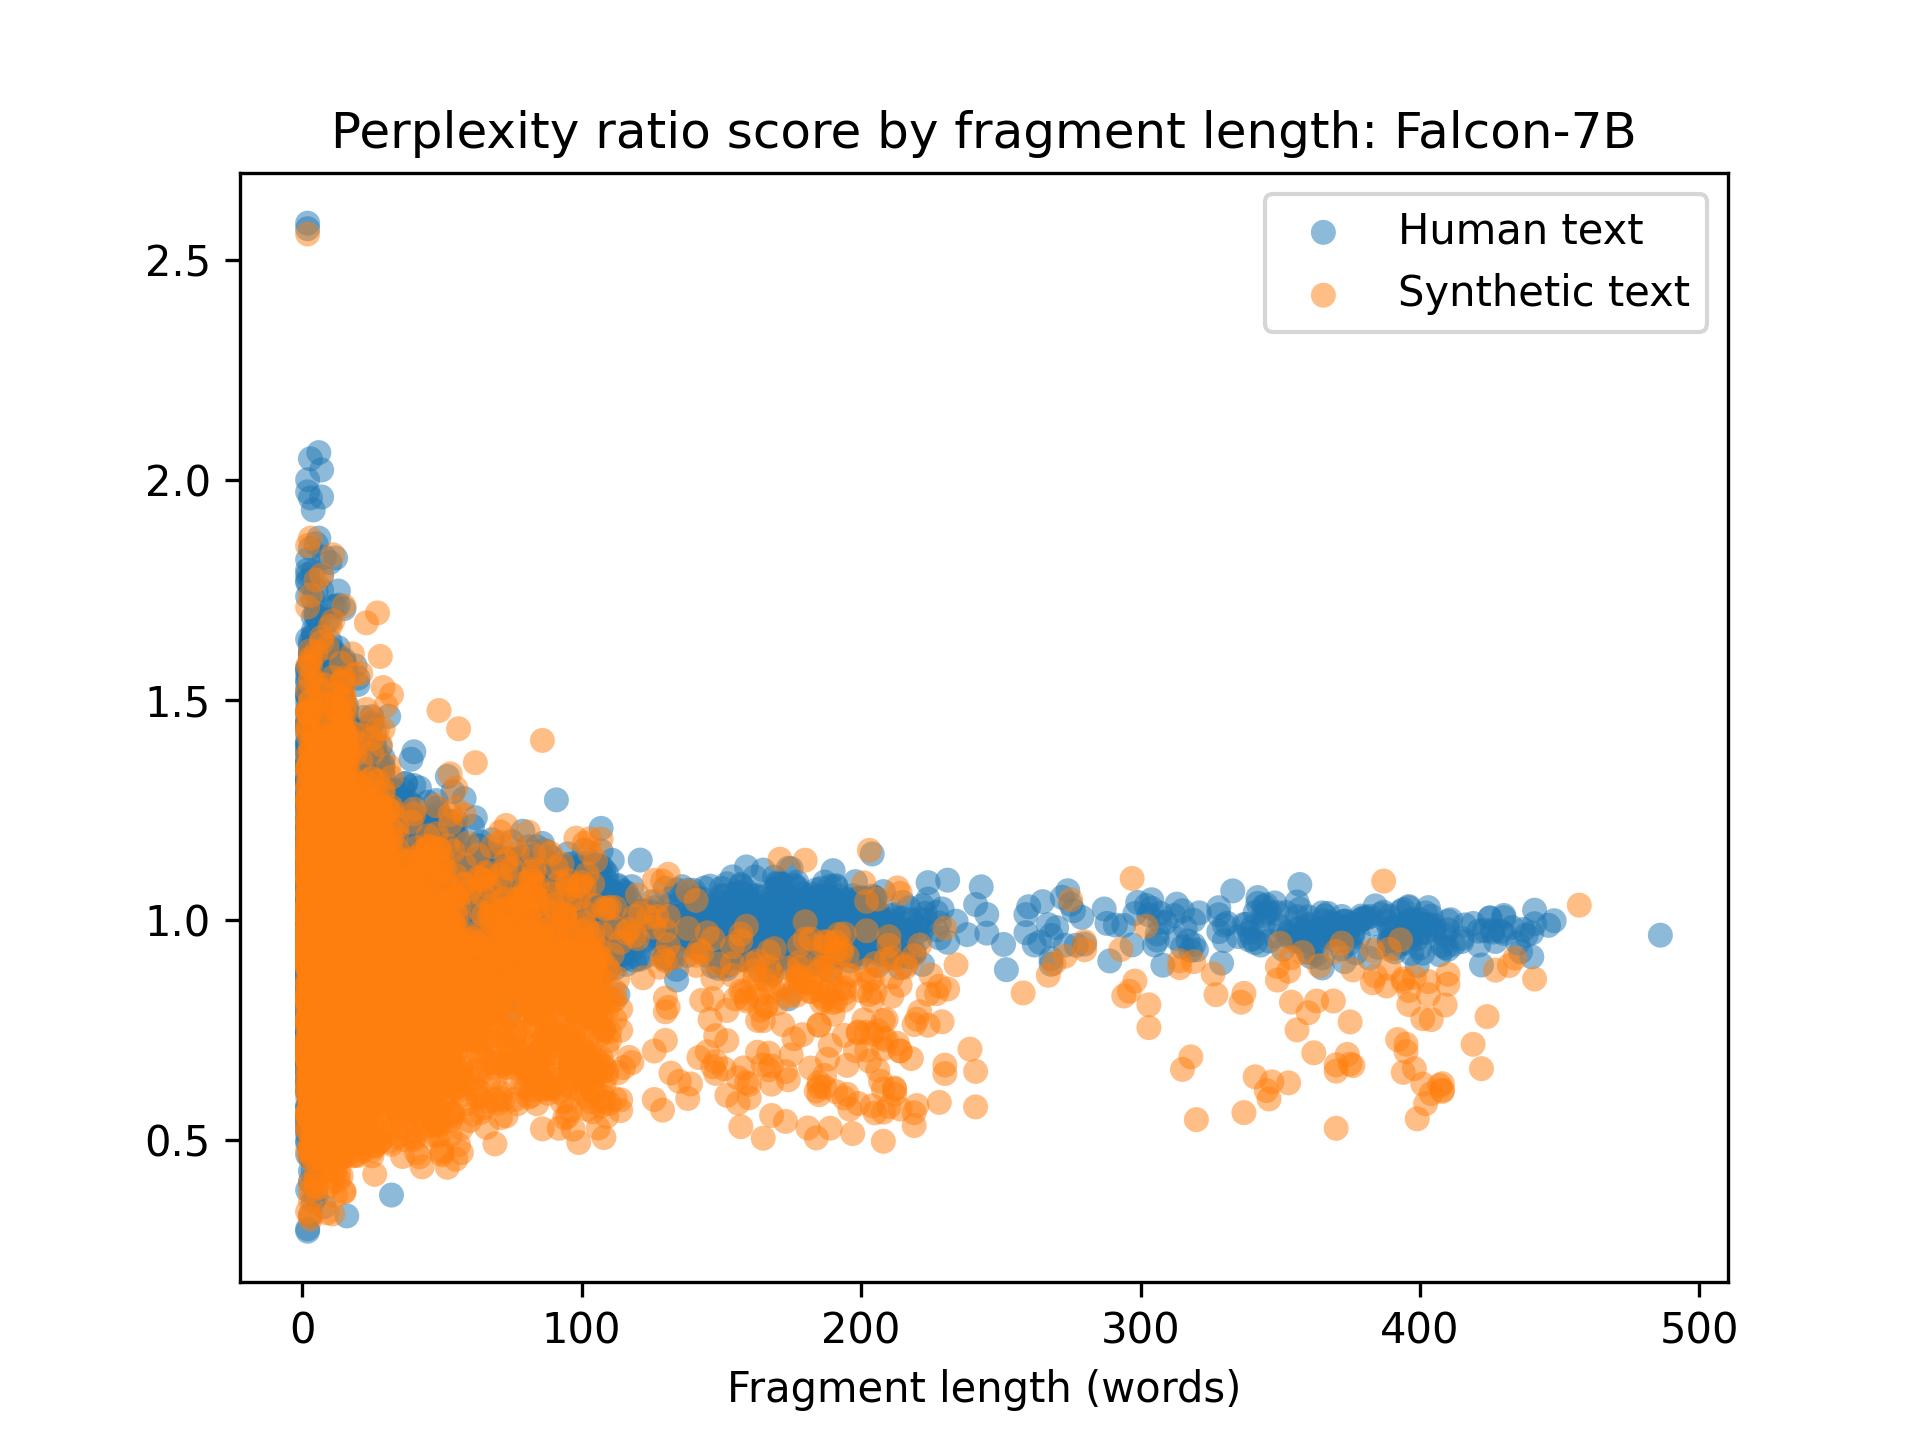 Perplexity ratio score by fragment length: Falcon-7B
Human text
Synthetic text
2.5
2.0
1.5
1.0
0.5
0
100
200
300
400
500
Fragment length (words)